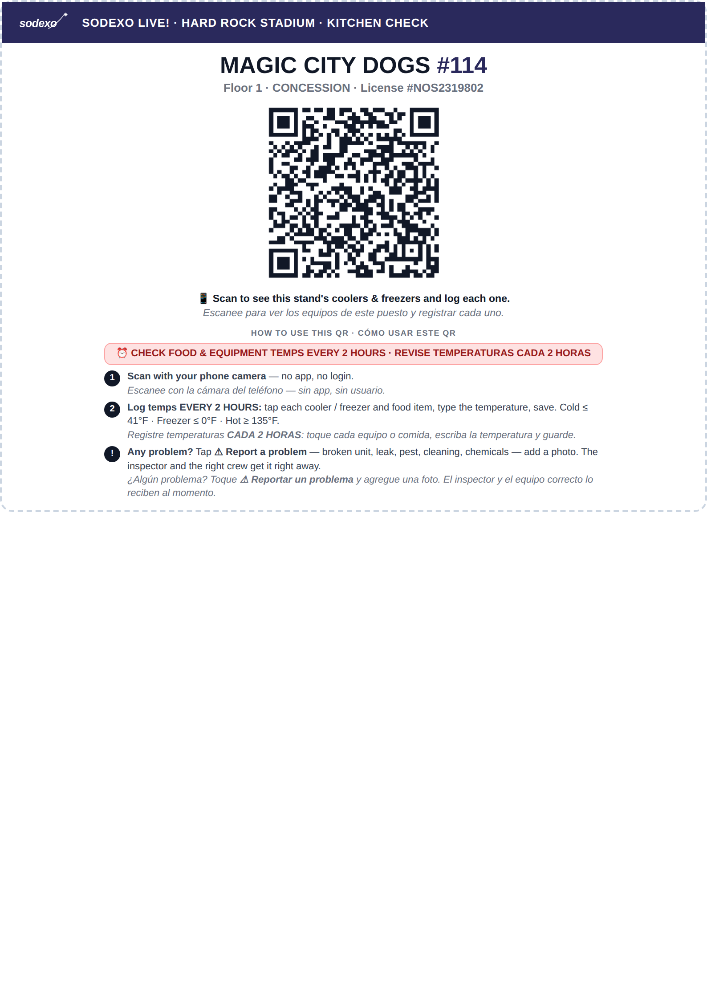 sodexo
SODEXO LIVE! · HARD ROCK STADIUM · KITCHEN CHECK
MAGIC CITY DOGS #114
Floor 1 · CONCESSION · License #NOS2319802
📱 Scan to see this stand's coolers & freezers and log each one.
Escanee para ver los equipos de este puesto y registrar cada uno.
HOW TO USE THIS QR · CÓMO USAR ESTE QR
⏰ CHECK FOOD & EQUIPMENT TEMPS EVERY 2 HOURS · REVISE TEMPERATURAS CADA 2 HORAS
1 Scan with your phone camera — no app, no login.
Escanee con la cámara del teléfono — sin app, sin usuario.
2 Log temps EVERY 2 HOURS: tap each cooler / freezer and food item, type the temperature, save. Cold ≤
41°F · Freezer ≤ 0°F · Hot ≥ 135°F.
Registre temperaturas CADA 2 HORAS: toque cada equipo o comida, escriba la temperatura y guarde.
! Any problem? Tap ⚠ Report a problem — broken unit, leak, pest, cleaning, chemicals — add a photo. The
inspector and the right crew get it right away.
¿Algún problema? Toque ⚠ Reportar un problema y agregue una foto. El inspector y el equipo correcto lo
reciben al momento.